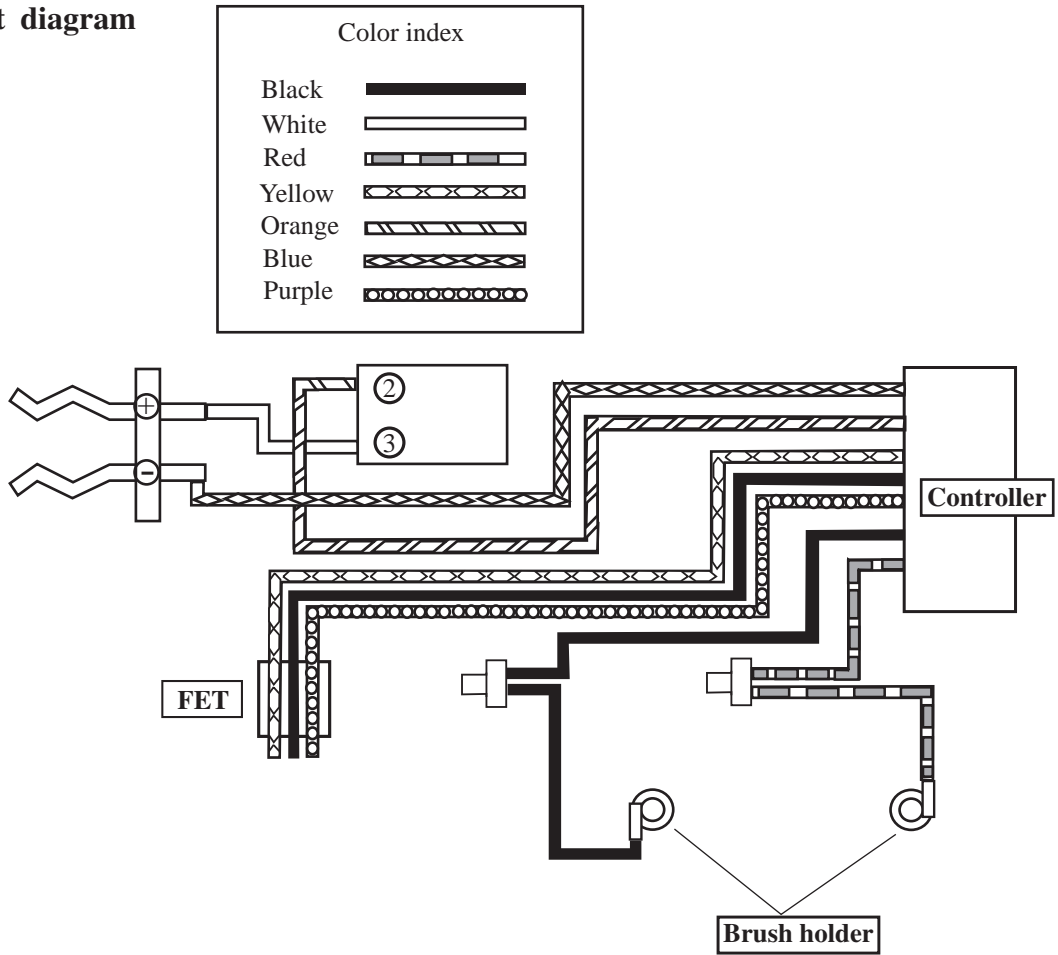 t diagram
Color index
Black
White
Red
Yellow
Orange
Blue
Purple
+
2
3
-
Controller
FET
Brush holder